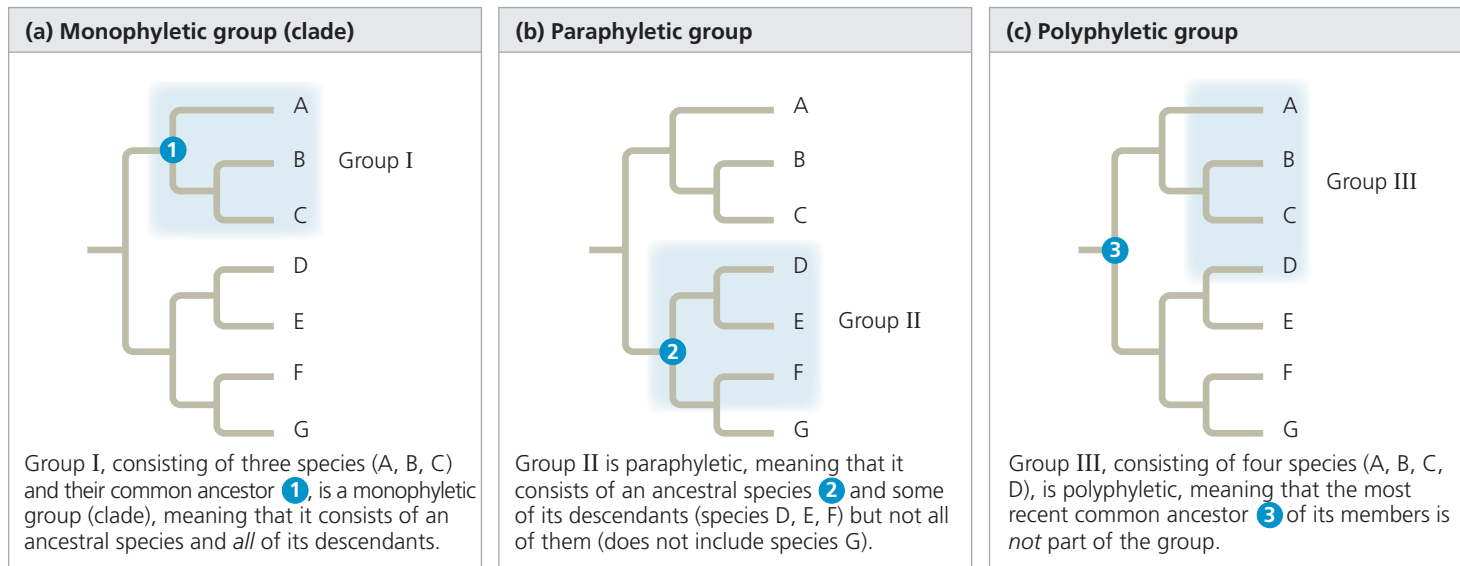 (a) Monophyletic group (clade)
A
1
B
Group I
C
D
E
F
G
Group I, consisting of three species (A, B, C)
and their common ancestor 1, is a monophyletic
group (clade), meaning that it consists of an
ancestral species and all of its descendants.
(b) Paraphyletic group
A
B
C
D
E
Group II
2
F
G
Group II is paraphyletic, meaning that it
consists of an ancestral species 2 and some
of its descendants (species D, E, F) but not all
of them (does not include species G).
(c) Polyphyletic group
A
B
Group III
C
3
D
E
F
G
Group III, consisting of four species (A, B, C,
D), is polyphyletic, meaning that the most
recent common ancestor 3 of its members is
not part of the group.